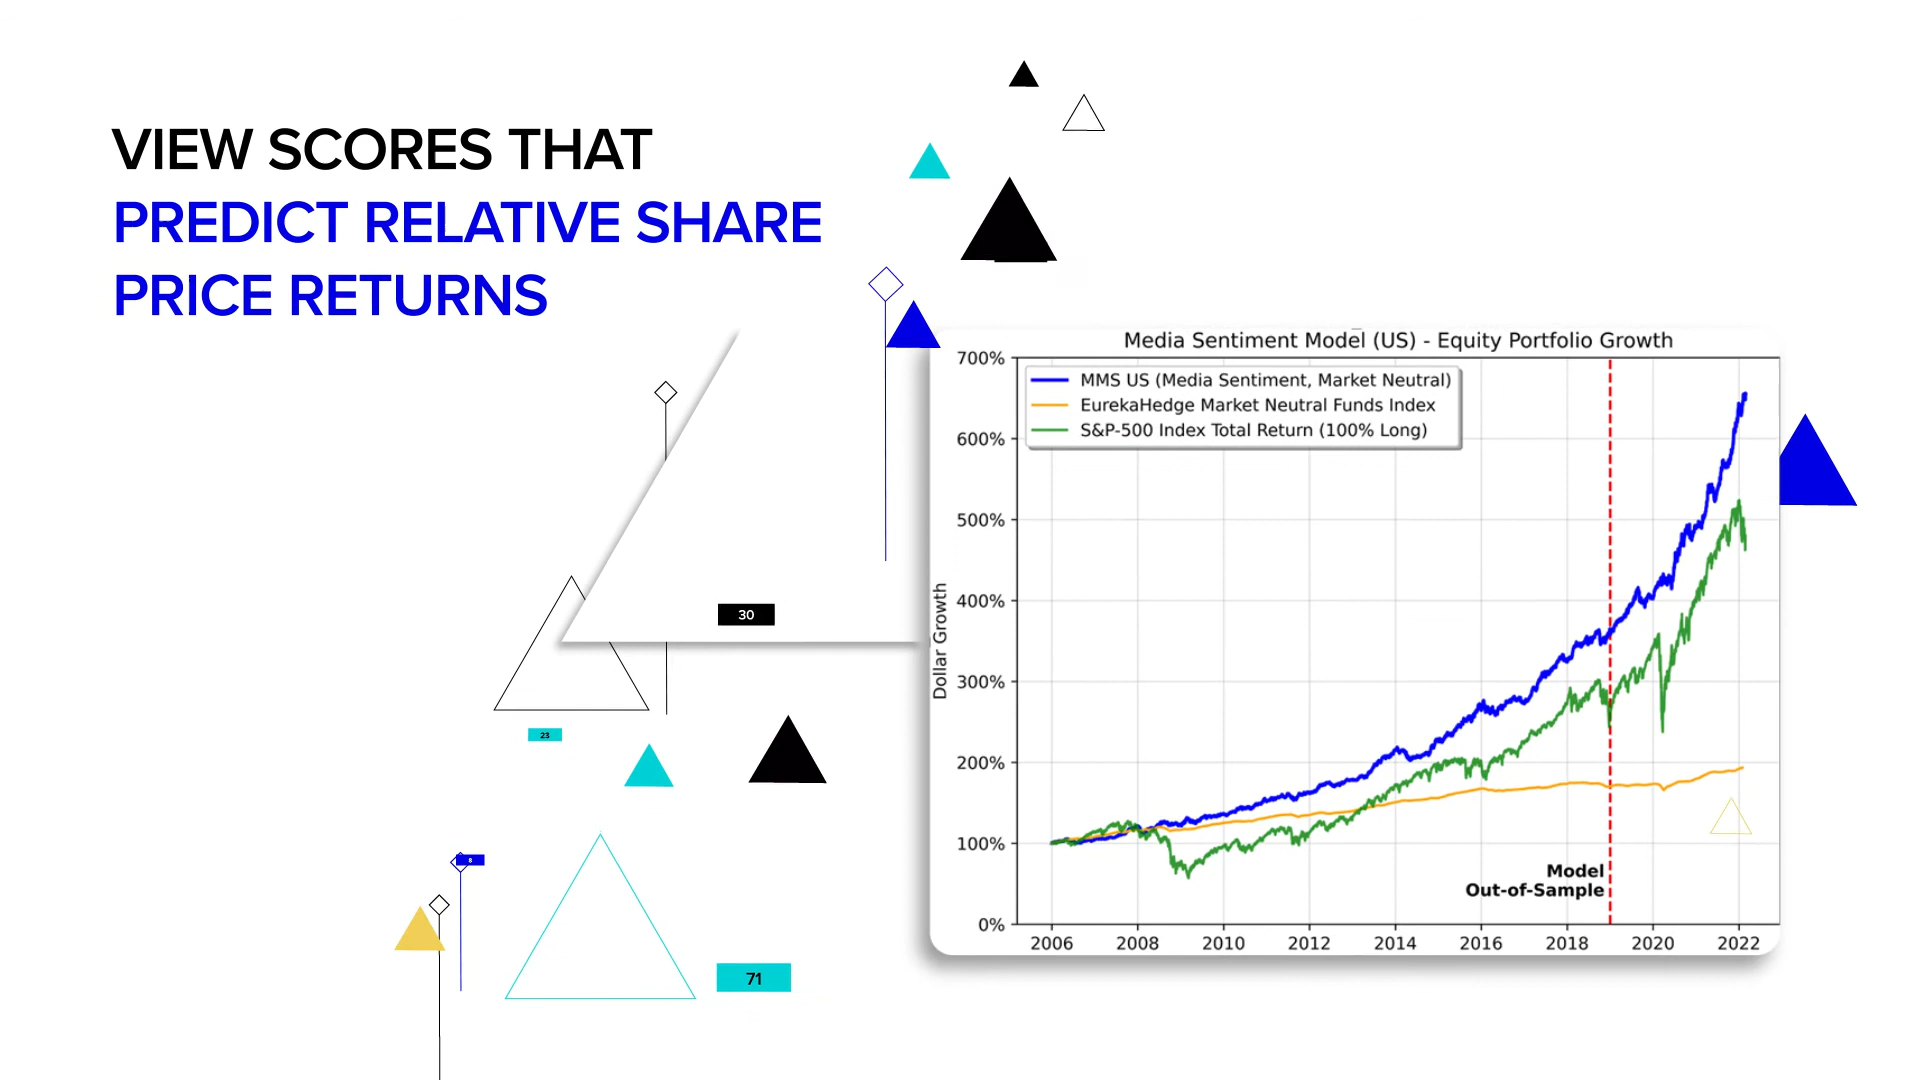 VIEW SCORES THAT
PREDICT RELATIVE SHARE
PRICE RETURNS
Media Sentiment Model (US) - Equity Portfolio Growth
MMS US (Media Sentiment, Market Neutral)
EurekaHedge Market Neutral Funds Index
S&P-500 Index Total Return (100% Long)
Dollar Growth
700%
600%
500%
400%
300%
200%
100%
0%
Model
Out-of-Sample
2006 2008 2010 2012 2014 2016 2018 2020 2022
30
23
8
71